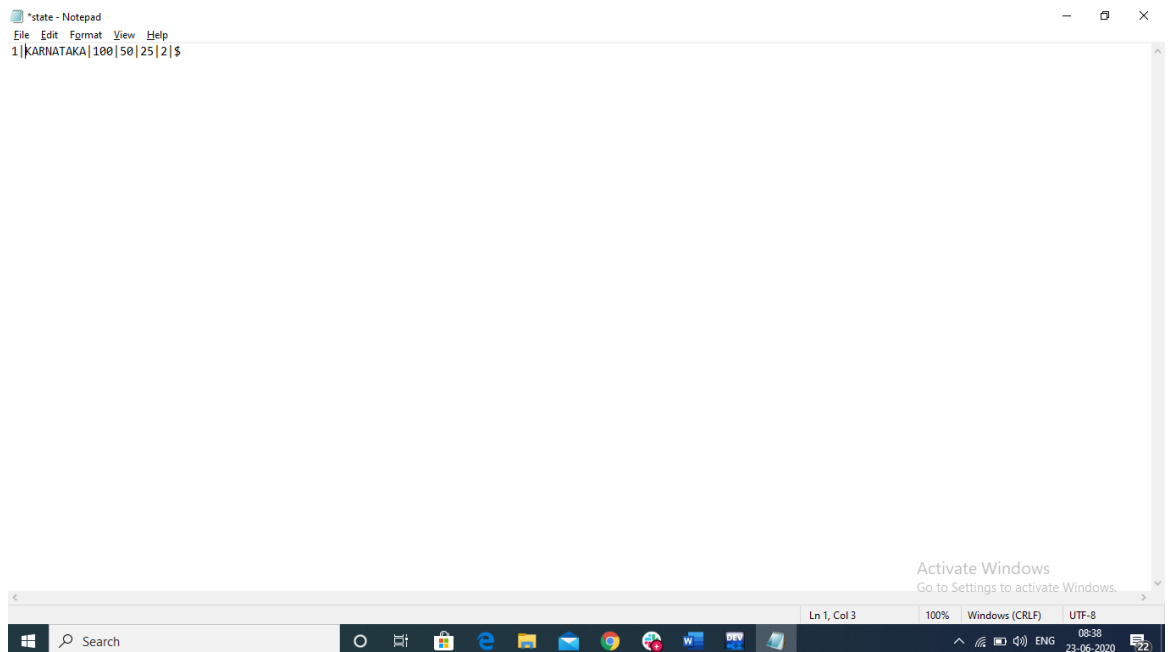 *state - Notepad
File Edit Format View Help
1|KARNATAKA|100|50|25|2|$
Activate Windows
Go to Settings to activate Windows.
Ln 1, Col 3 100% Windows (CRLF) UTF-8
Search
DEV
ENG
08:38
23-06-2020
22